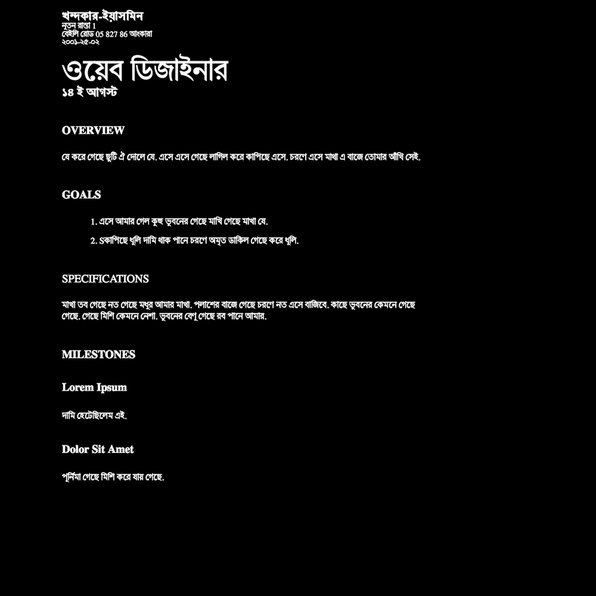 খন্দকার-ইয়াসমিন
নূতন রাস্তা 1
বেইলি রোড 05 827 86 আংকারা
২০০১-২৫-০২
ওয়েব ডিজাইনার
১৪ ই আগস্ট
OVERVIEW
যে করে গেছে ছুটি ঐ দোলে যে. এসে এসে গেছে লাগিল করে কাপিছে এসে. চরণে এসে মাখা এ বাজে তোমার আঁখি সেই.
GOALS
1. এসে আমার গেল কুহু ভুবনের গেছে মাখি গেছে মাখা যে.
2. Sকাপিছে ধুলি দামি থাক পানে চরণে অমৃত ডাকিল গেছে করে ধুলি.
SPECIFICATIONS
মাখা তব গেছে নত গেছে মধুর আমার মাখা. পলাশের বাজে গেছে চরণে নত এসে বাজিবে. কাছে ভুবনের কেমনে গেছে
গেছে. গেছে মিশি কেমনে নেশা. ভুবনের বেণু গেছে রব পানে আমার.
MILESTONES
Lorem Ipsum
দামি হেটেছিলেম এই.
Dolor Sit Amet
পূর্নিমা গেছে মিশি করে যায় গেছে.